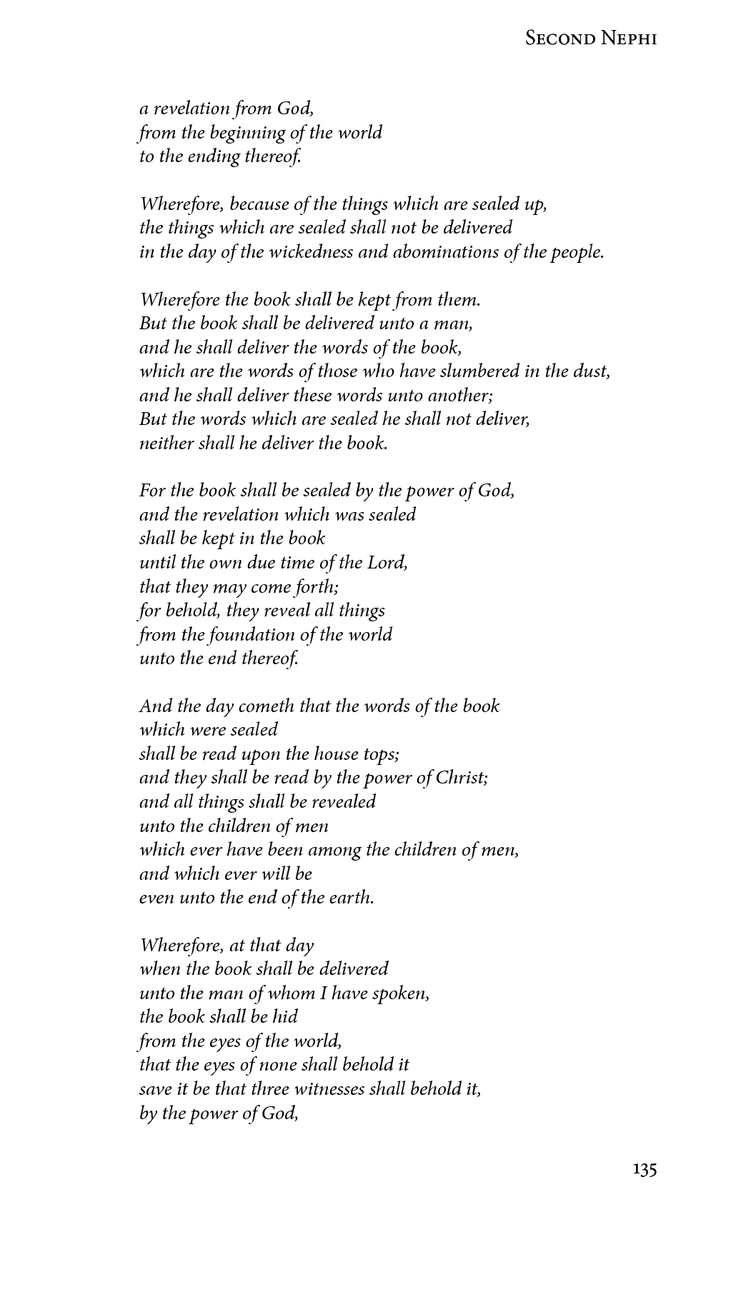 Second Nephi
a revelation from God,
from the beginning of the world
to the ending thereof.
Wherefore, because of the things which are sealed up,
the things which are sealed shall not be delivered
in the day of the wickedness and abominations of the people.
Wherefore the book shall be kept from them.
But the book shall be delivered unto a man,
and he shall deliver the words of the book,
which are the words of those who have slumbered in the dust,
and he shall deliver these words unto another;
But the words which are sealed he shall not deliver,
neither shall he deliver the book.
For the book shall be sealed by the power of God,
and the revelation which was sealed
shall be kept in the book
until the own due time of the Lord,
that they may come forth;
for behold, they reveal all things
from the foundation of the world
unto the end thereof.
And the day cometh that the words of the book
which were sealed
shall be read upon the house tops;
and they shall be read by the power of Christ;
and all things shall be revealed
unto the children of men
which ever have been among the children of men,
and which ever will be
even unto the end of the earth.
Wherefore, at that day
when the book shall be delivered
unto the man of whom I have spoken,
the book shall be hid
from the eyes of the world,
that the eyes of none shall behold it
save it be that three witnesses shall behold it,
by the power of God,
135